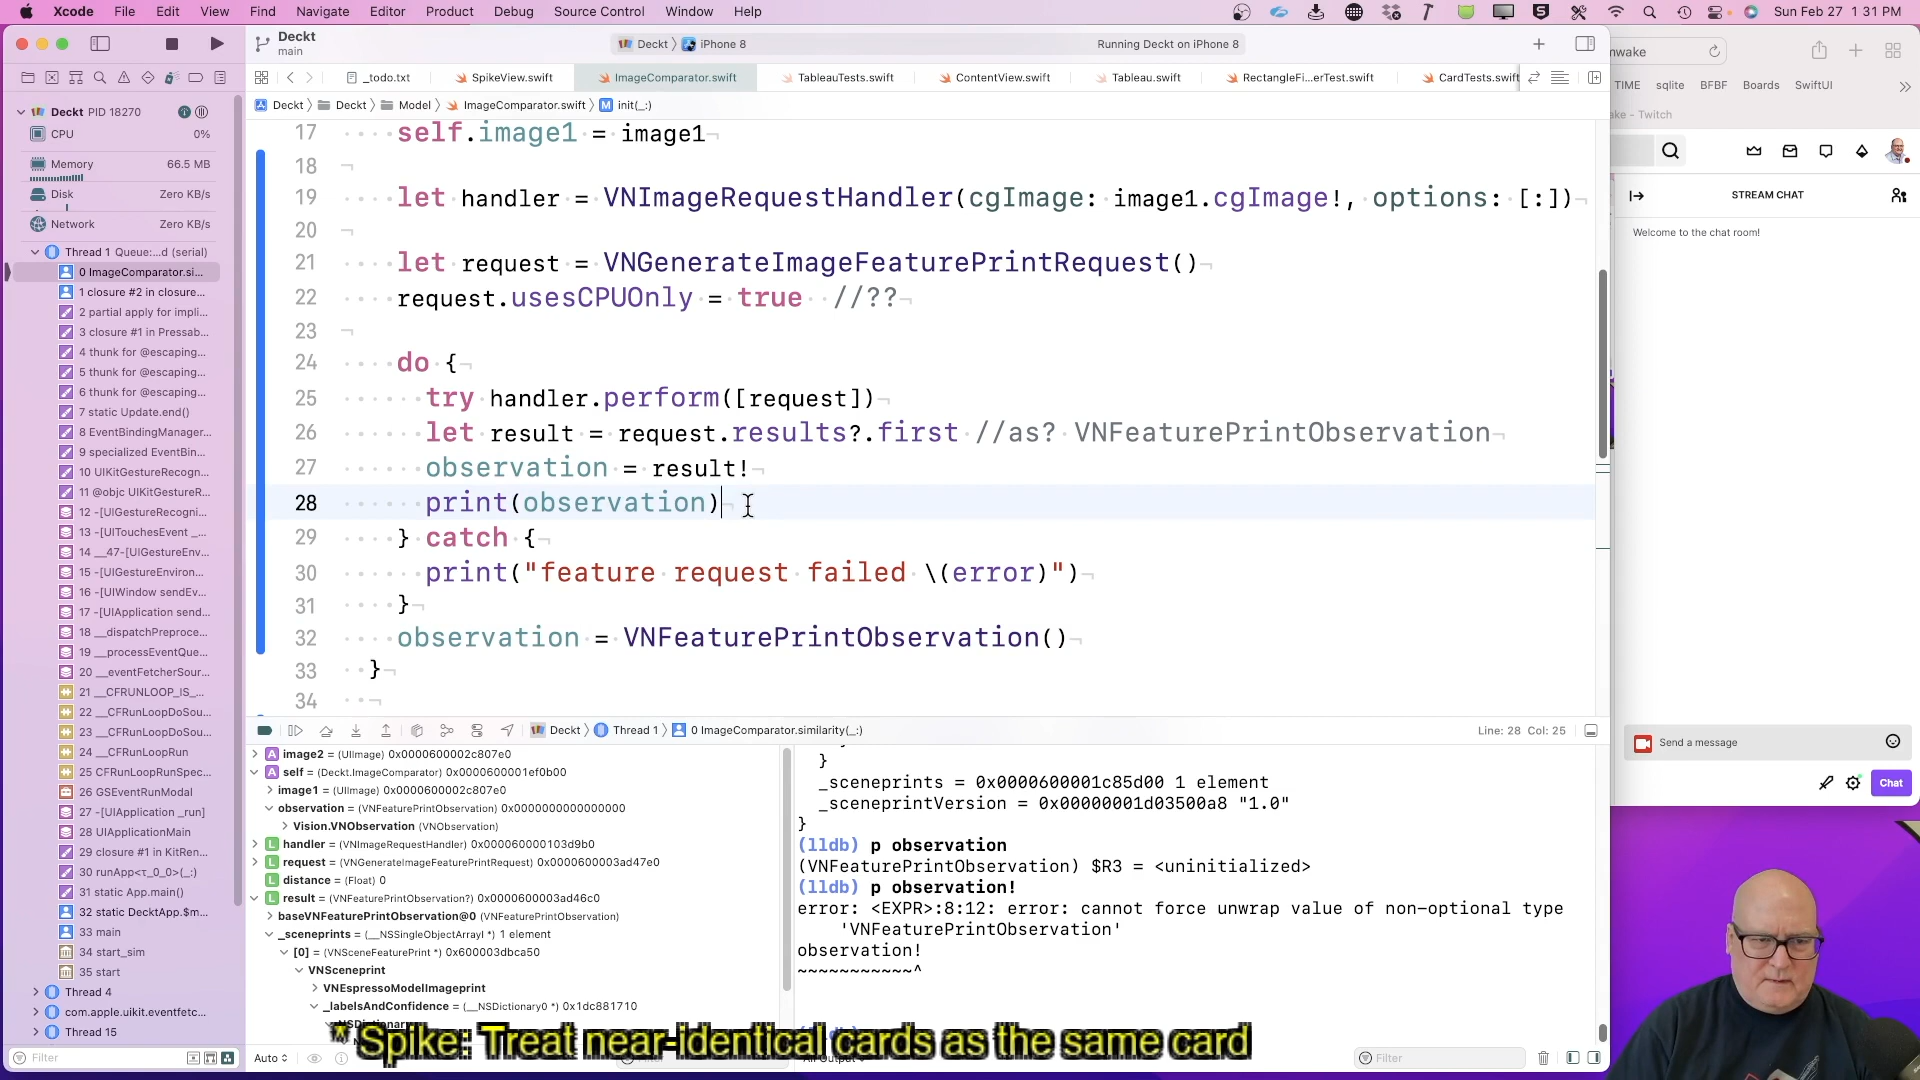 Xcode File Edit View Find Navigate Editor Product Debug Source Control Window Help
Sun Feb 27 1:31 PM
Deckt
main
Deckt iPhone 8
Running Deckt on iPhone 8
_todo.txt SpikeView.swift ImageComparator.swift TableauTests.swift ContentView.swift Tableau.swift RectangleFi...erTest.swift CardTests.swift
Deckt Deckt Model ImageComparator.swift M init(_:)
Deckt PID 18270
CPU 0%
Memory 66.5 MB
Disk Zero KB/s
Network Zero KB/s
Thread 1 Queue:...d (serial)
0 ImageComparator.si...
1 closure #2 in closure...
2 partial apply for impli...
3 closure #1 in Pressab...
4 thunk for @escaping...
5 thunk for @escaping...
6 thunk for @escaping...
7 static Update.end()
8 EventBindingManager...
9 specialized EventBin...
10 UIKitGestureRecogn...
11 @objc UIKitGestureR...
12 -[UIGestureRecogni...
13 -[UITouchesEvent _...
14 __47-[UIGestureEnv...
15 -[UIGestureEnviron...
16 -[UIWindow sendEv...
17 -[UIApplication send...
18 __dispatchPreproce...
19 __processEventQue...
20 __eventFetcherSour...
21 __CFRUNLOOP_IS_...
22 __CFRunLoopDoSou...
23 __CFRunLoopDoSou...
24 __CFRunLoopRun
25 CFRunLoopRunSpec...
26 GSEventRunModal
27 -[UIApplication _run]
28 UIApplicationMain
29 closure #1 in KitRen...
30 runApp<τ_0_0>(_:)
31 static App.main()
32 static DecktApp.$m...
33 main
34 start_sim
35 start
Thread 4
com.apple.uikit.eventfetc...
Thread 15
Filter
17 self.image1 = image1
18
19 let handler = VNImageRequestHandler(cgImage: image1.cgImage!, options: [:])
20
21 let request = VNGenerateImageFeaturePrintRequest()
22 request.usesCPUOnly = true //??
23
24 do {
25 try handler.perform([request])
26 let result = request.results?.first //as? VNFeaturePrintObservation
27 observation = result!
28 print(observation)
29 } catch {
30 print("feature request failed \(error)")
31 }
32 observation = VNFeaturePrintObservation()
33 }
34
Deckt Thread 1 0 ImageComparator.similarity(_:)
Line: 28 Col: 25
A image2 = (UIImage) 0x0000600002c807e0
A self = (Deckt.ImageComparator) 0x0000600001ef0b00
image1 = (UIImage) 0x0000600002c807e0
observation = (VNFeaturePrintObservation) 0x0000000000000000
Vision.VNObservation (VNObservation)
L handler = (VNImageRequestHandler) 0x000060000103d9b0
L request = (VNGenerateImageFeaturePrintRequest) 0x0000600003ad47e0
L distance = (Float) 0
L result = (VNFeaturePrintObservation?) 0x0000600003ad46c0
baseVNFeaturePrintObservation@0 (VNFeaturePrintObservation)
_sceneprints = (__NSSingleObjectArrayI *) 1 element
[0] = (VNSceneFeaturePrint *) 0x600003dbca50
VNSceneprint
VNEspressoModelImageprint
_labelsAndConfidence = (__NSDictionary0 *) 0x1dc881710
NSDictionary
Auto
Filter
}
_sceneprints = 0x0000600001c85d00 1 element
_sceneprintVersion = 0x00000001d03500a8 "1.0"
}
(lldb) p observation
(VNFeaturePrintObservation) $R3 = <uninitialized>
(lldb) p observation!
error: <EXPR>:8:12: error: cannot force unwrap value of non-optional type
'VNFeaturePrintObservation'
observation!
~~~~~~~~~~~^
(lldb)
Output
Filter
* Spike: Treat near-identical cards as the same card
nwake
TIME sqlite BFBF Boards SwiftUI
ake - Twitch
STREAM CHAT
Welcome to the chat room!
Send a message
Chat